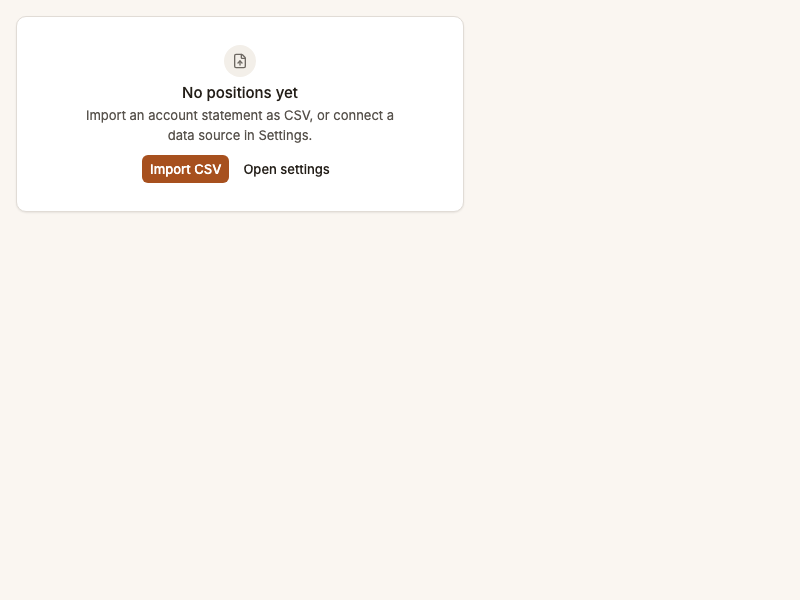 No positions yet
Import an account statement as CSV, or connect a
data source in Settings.
Import CSV
Open settings